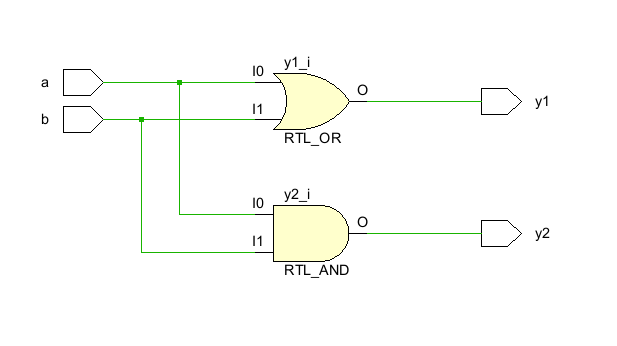 y1_i
a
I0
O
b
I1
y1
RTL_OR
y2_i
I0
O
I1
y2
RTL_AND